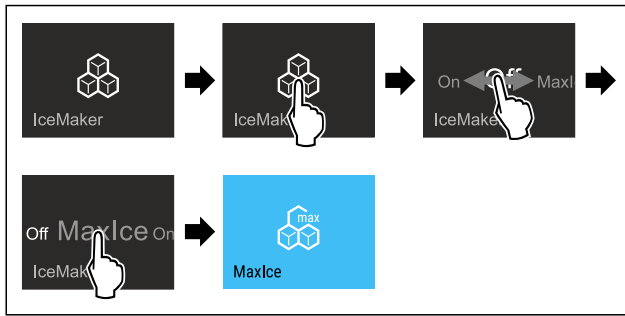 IceMaker
IceMak
On Off MaxI
IceMake
Off MaxIce On
IceMak
max
MaxIce